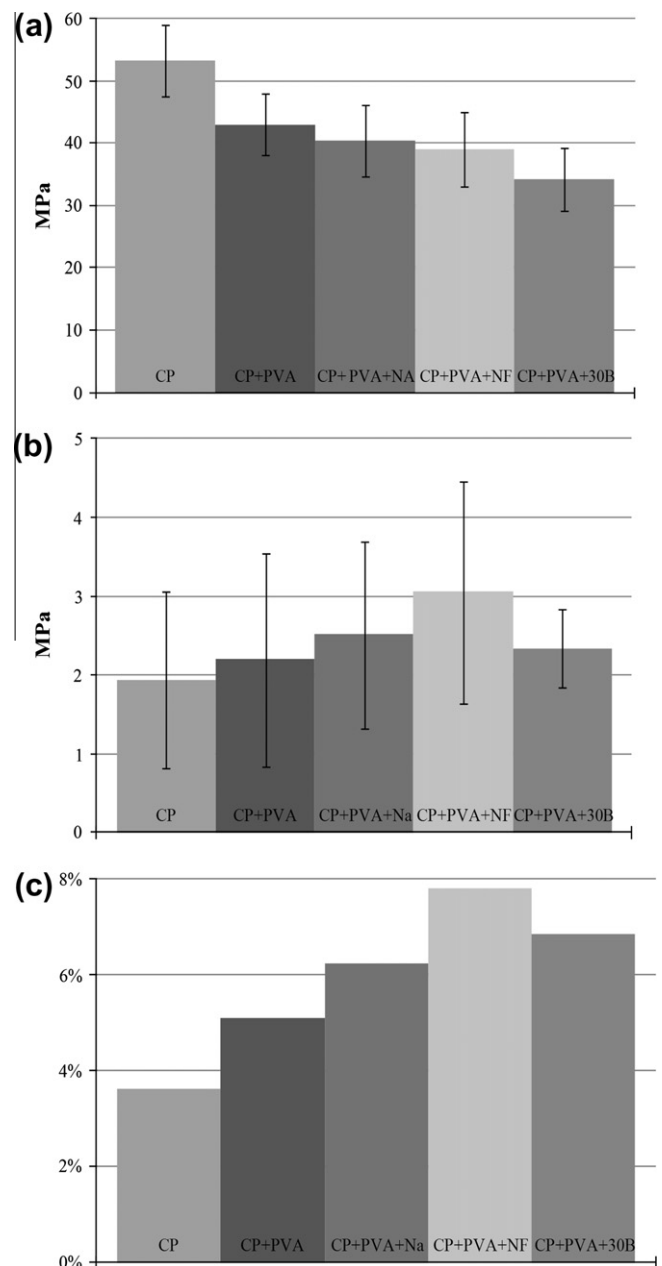 (a)
60
50
40
30
20
10
0
MPa
CP CP+PVA CP+ PVA+NA CP+PVA+NF CP+PVA+30B
(b)
5
4
3
2
1
0
MPa
CP CP+PVA CP+PVA+Na CP+PVA+NF CP+PVA+30B
(c)
8%
6%
4%
2%
0%
CP CP+PVA CP+PVA+Na CP+PVA+NF CP+PVA+30B